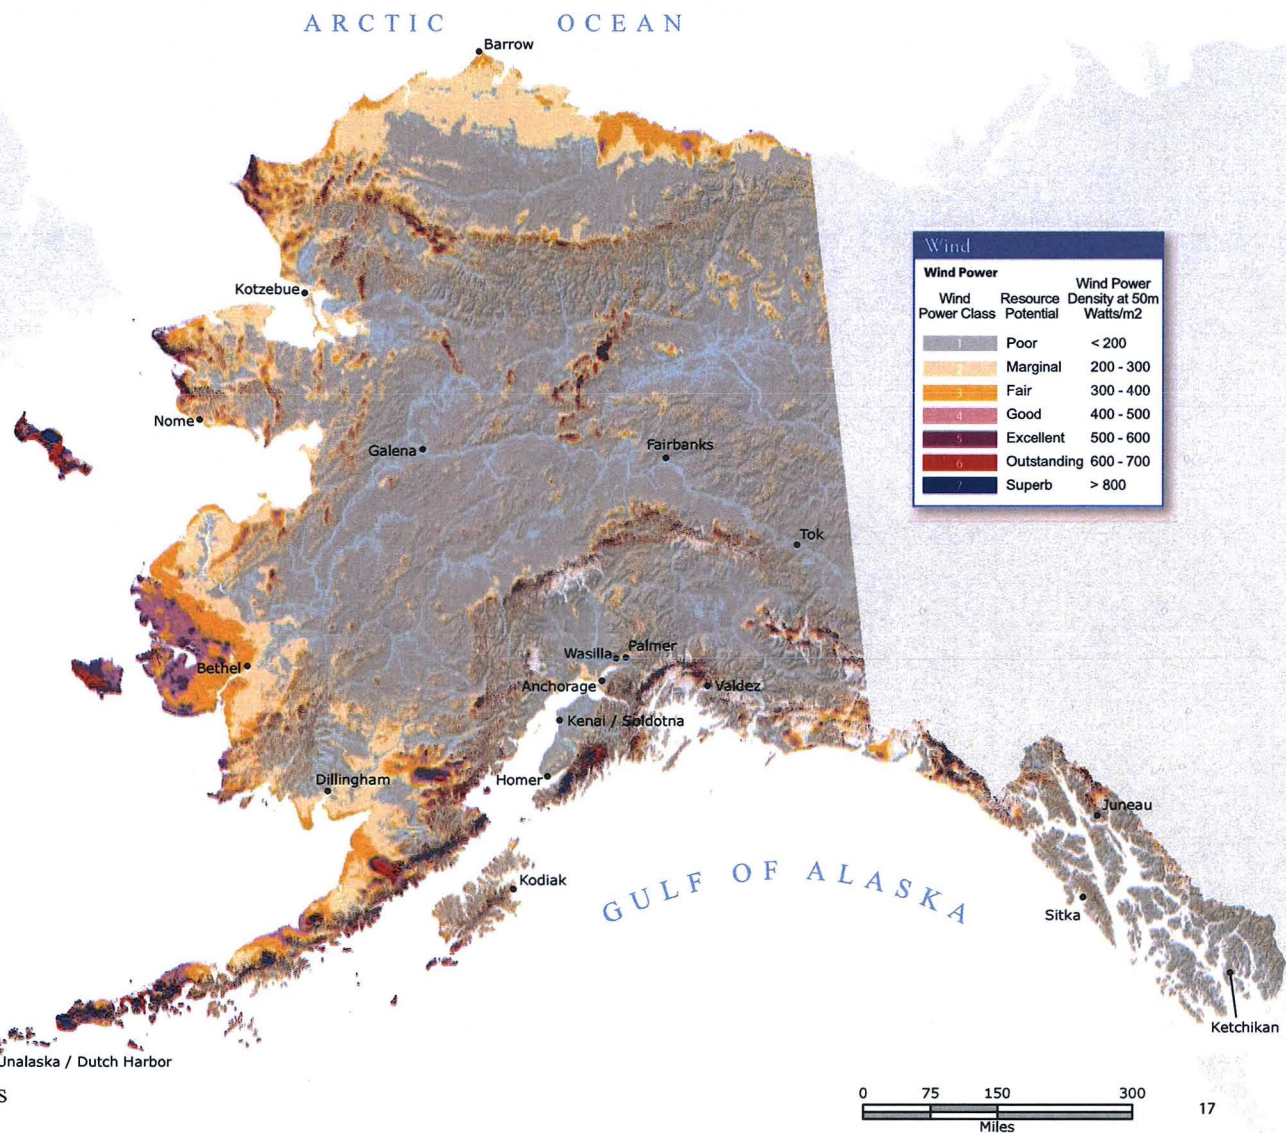 ARCTIC OCEAN
Barrow
Kotzebue
Nome
Galena
Fairbanks
Tok
Bethel
Wasilla
Palmer
Anchorage
Valdez
Kenai / Soldotna
Dillingham
Homer
Juneau
Kodiak
Sitka
GULF OF ALASKA
Ketchikan
Unalaska / Dutch Harbor
Wind
Wind Power
Wind Power Class
Resource Potential
Wind Power Density at 50m Watts/m2
1 Poor < 200
2 Marginal 200 - 300
3 Fair 300 - 400
4 Good 400 - 500
5 Excellent 500 - 600
6 Outstanding 600 - 700
7 Superb > 800
S
0 75 150 300
Miles
17